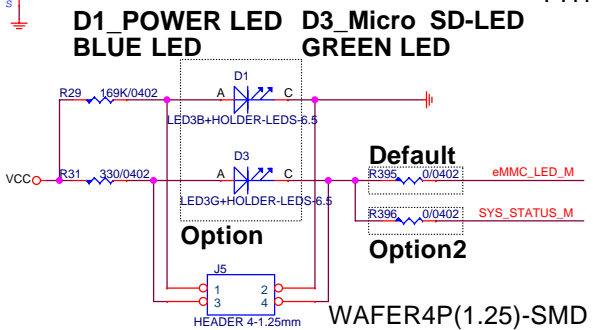 S
D1_POWER LED D3_Micro SD-LED
BLUE LED GREEN LED
D1
R29 169K/0402 A C
LED3B+HOLDER-LEDS-6.5
D3 Default
VCC R31 330/0402 A C R395 0/0402 eMMC_LED_M
LED3G+HOLDER-LEDS-6.5
R396 0/0402 SYS_STATUS_M
Option Option2
J5
1 2
3 4
HEADER 4-1.25mm WAFER4P(1.25)-SMD